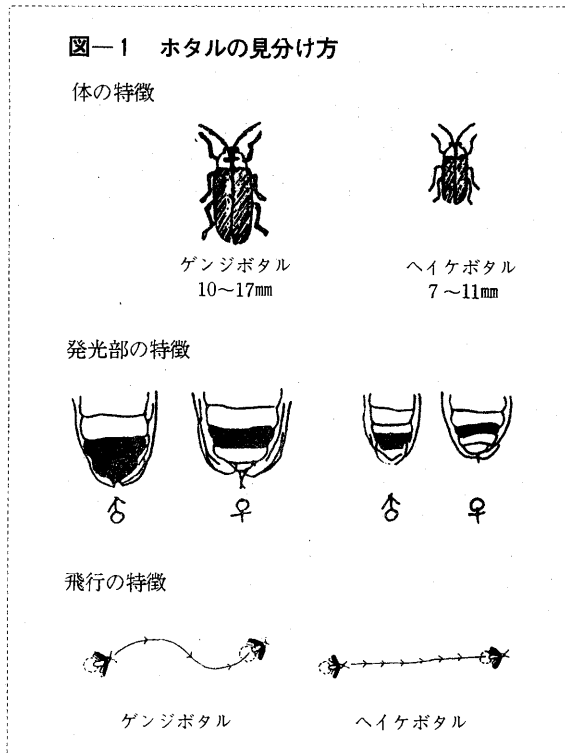 図―1 ホタルの見分け方
体の特徴
ゲンジボタル
10～17㎜
ヘイケボタル
7～11㎜
発光部の特徴
♂ ♀ ♂ ♀
飛行の特徴
ゲンジボタル ヘイケボタル